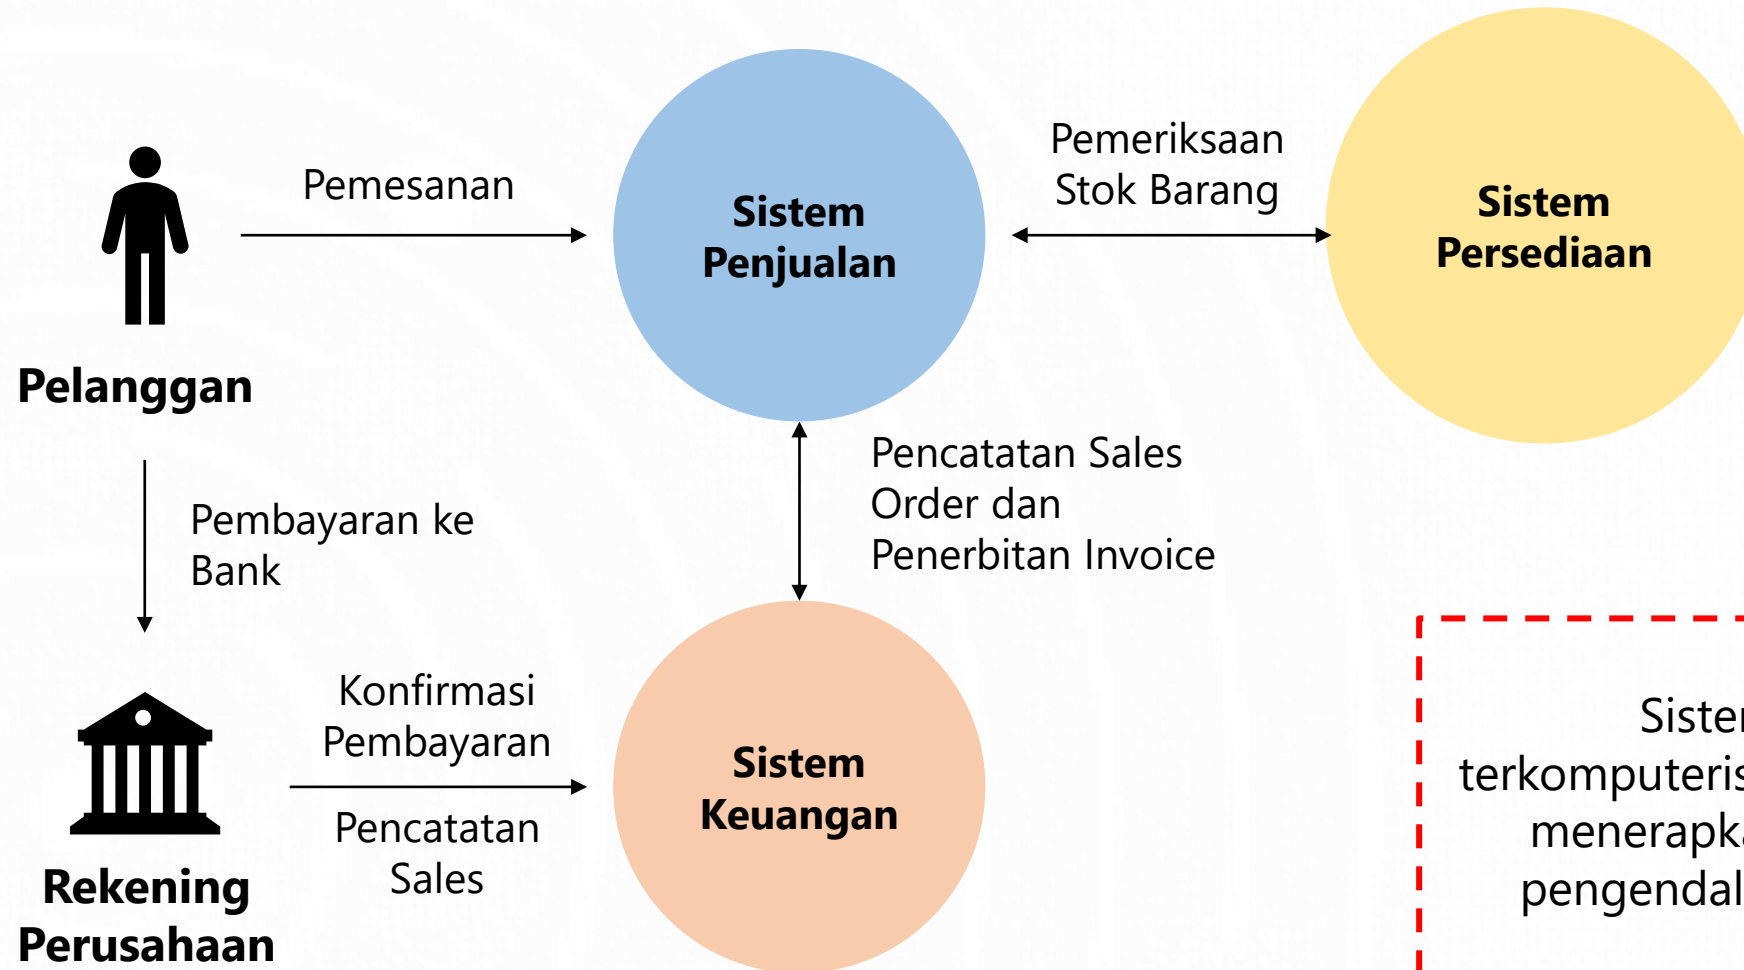 Pemesanan
Sistem
Penjualan
Pemeriksaan
Stok Barang
Sistem
Persediaan
Pelanggan
Pembayaran ke
Bank
Pencatatan Sales
Order dan
Penerbitan Invoice
Konfirmasi
Pembayaran
Pencatatan
Sales
Sistem
Keuangan
Rekening
Perusahaan